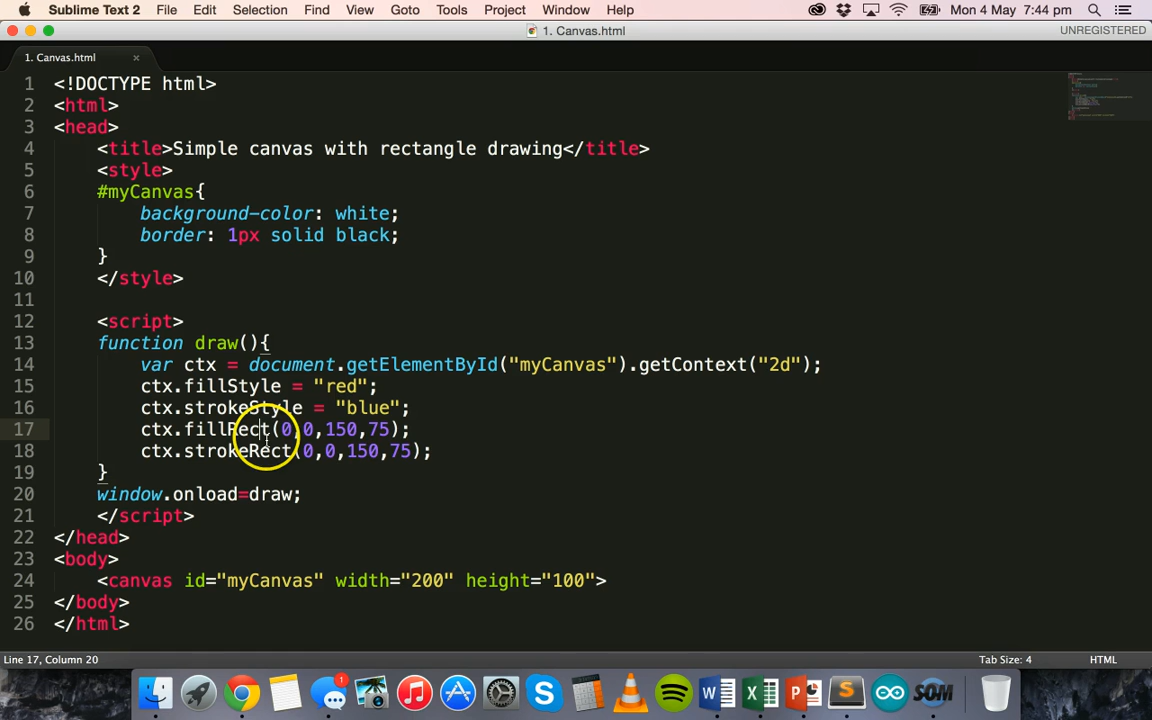 Sublime Text 2 File Edit Selection Find View Goto Tools Project Window Help Mon 4 May 7:44 pm
1. Canvas.html UNREGISTERED
1. Canvas.html ×
1 <!DOCTYPE html>
2 <html>
3 <head>
4 <title>Simple canvas with rectangle drawing</title>
5 <style>
6 #myCanvas{
7 background-color: white;
8 border: 1px solid black;
9 }
10 </style>
11
12 <script>
13 function draw(){
14 var ctx = document.getElementById("myCanvas").getContext("2d");
15 ctx.fillStyle = "red";
16 ctx.strokeStyle = "blue";
17 ctx.fillRect(0,0,150,75);
18 ctx.strokeRect(0,0,150,75);
19 }
20 window.onload=draw;
21 </script>
22 </head>
23 <body>
24 <canvas id="myCanvas" width="200" height="100">
25 </body>
26 </html>
Line 17, Column 20 Tab Size: 4 HTML
1
SOM